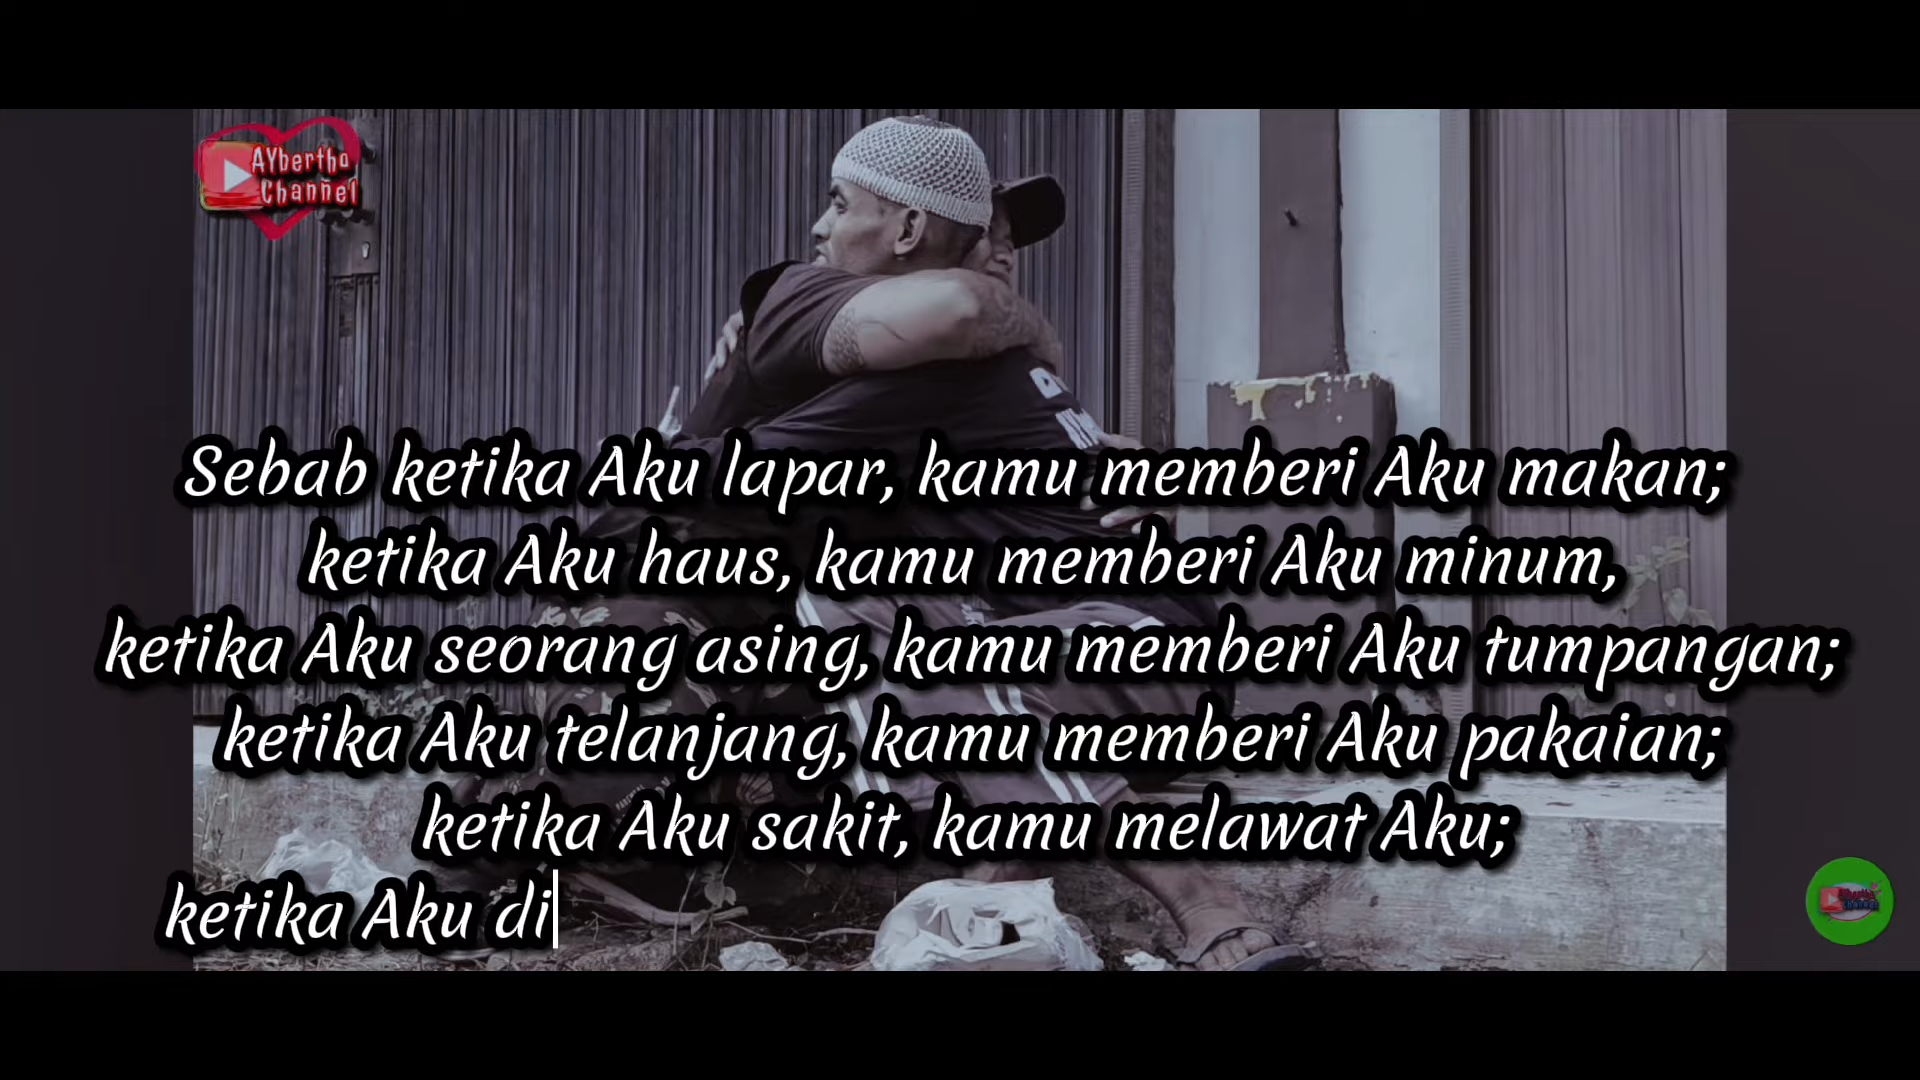 AYbertha
Channel
Sebab ketika Aku lapar, kamu memberi Aku makan;
ketika Aku haus, kamu memberi Aku minum,
ketika Aku seorang asing, kamu memberi Aku tumpangan;
ketika Aku telanjang, kamu memberi Aku pakaian;
ketika Aku sakit, kamu melawat Aku;
ketika Aku di